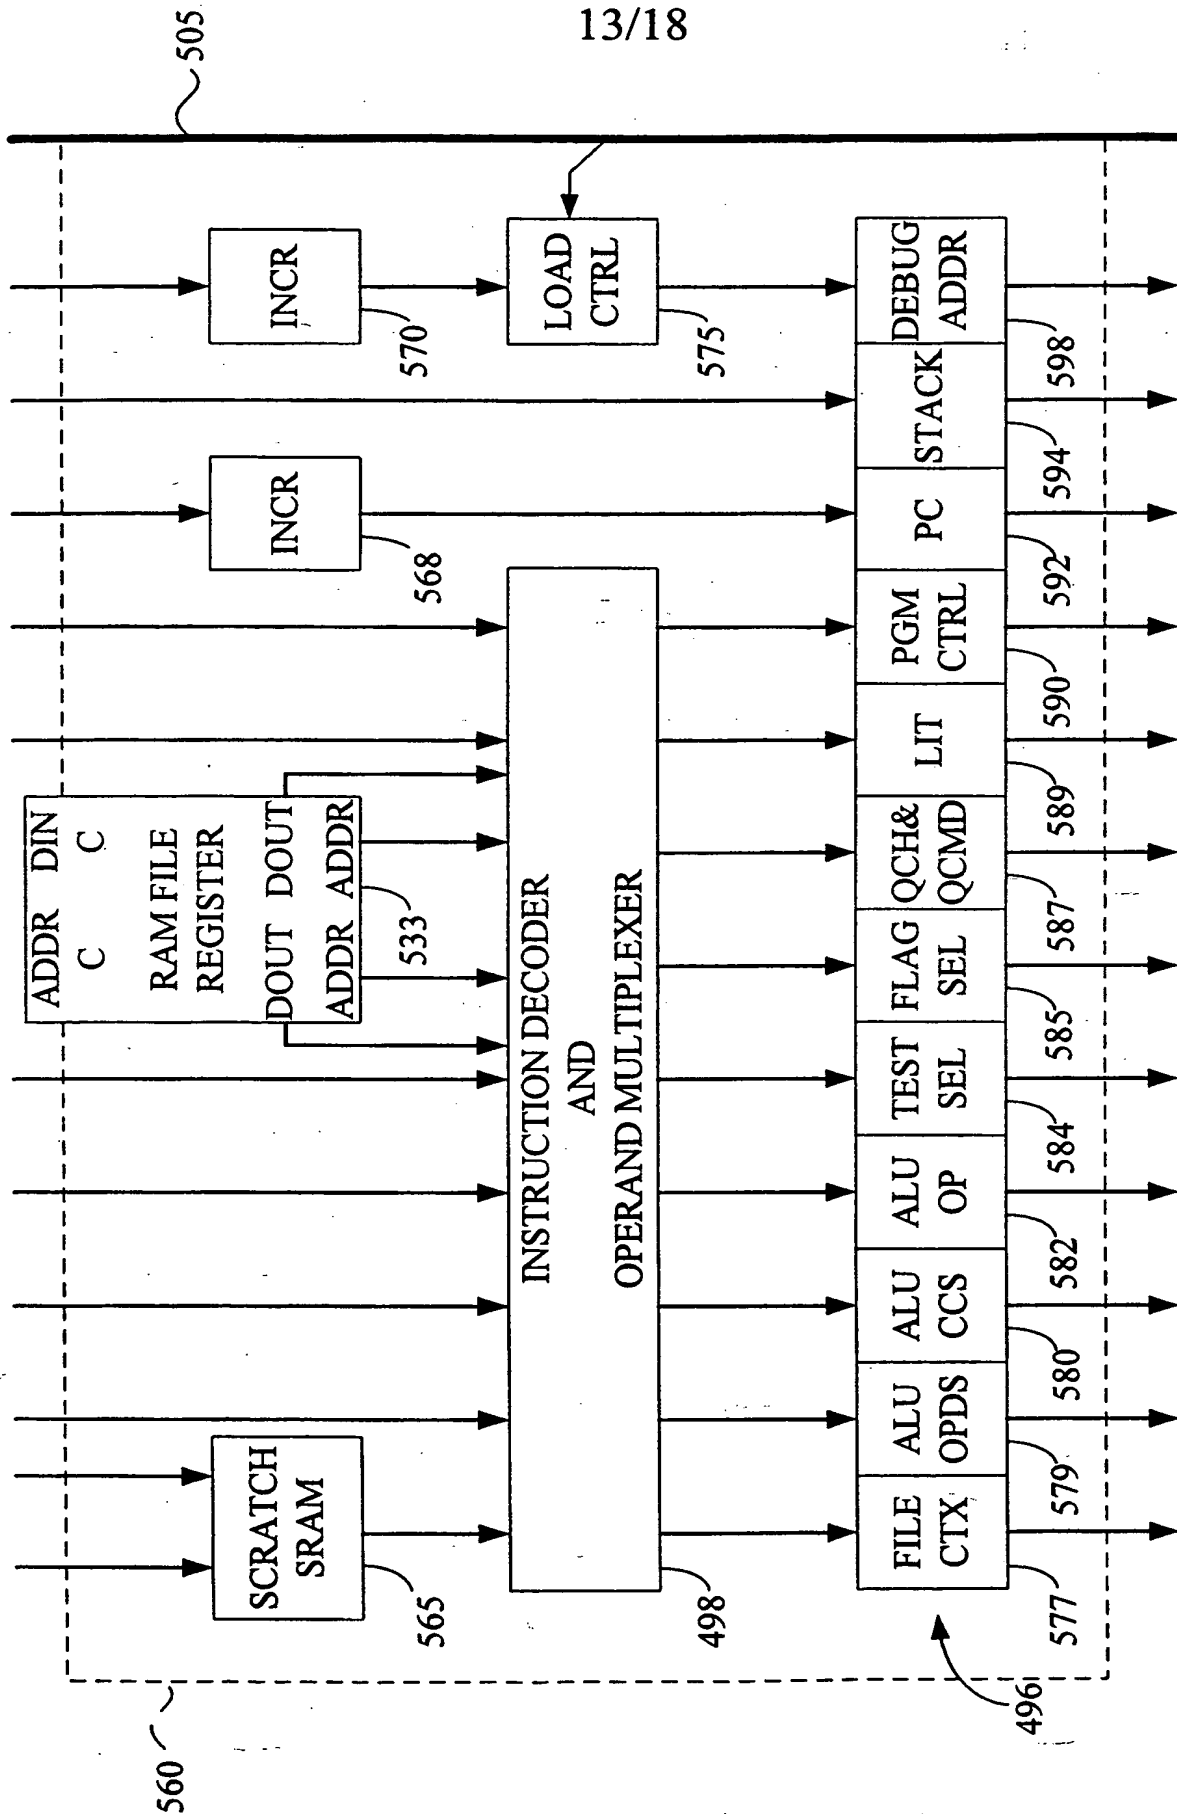 13/18
505
560
ADDR DIN
C C
RAM FILE
REGISTER
DOUT DOUT
ADDR ADDR
533
SCRATCH
SRAM
565
INCR
568
INCR
570
INSTRUCTION DECODER
AND
OPERAND MULTIPLEXER
498
LOAD
CTRL
575
496
FILE
CTX
577
ALU
OPDS
579
ALU
CCS
580
ALU
OP
582
TEST
SEL
584
FLAG
SEL
585
QCH&
QCMD
587
LIT
589
PGM
CTRL
590
PC
592
STACK
594
DEBUG
ADDR
598